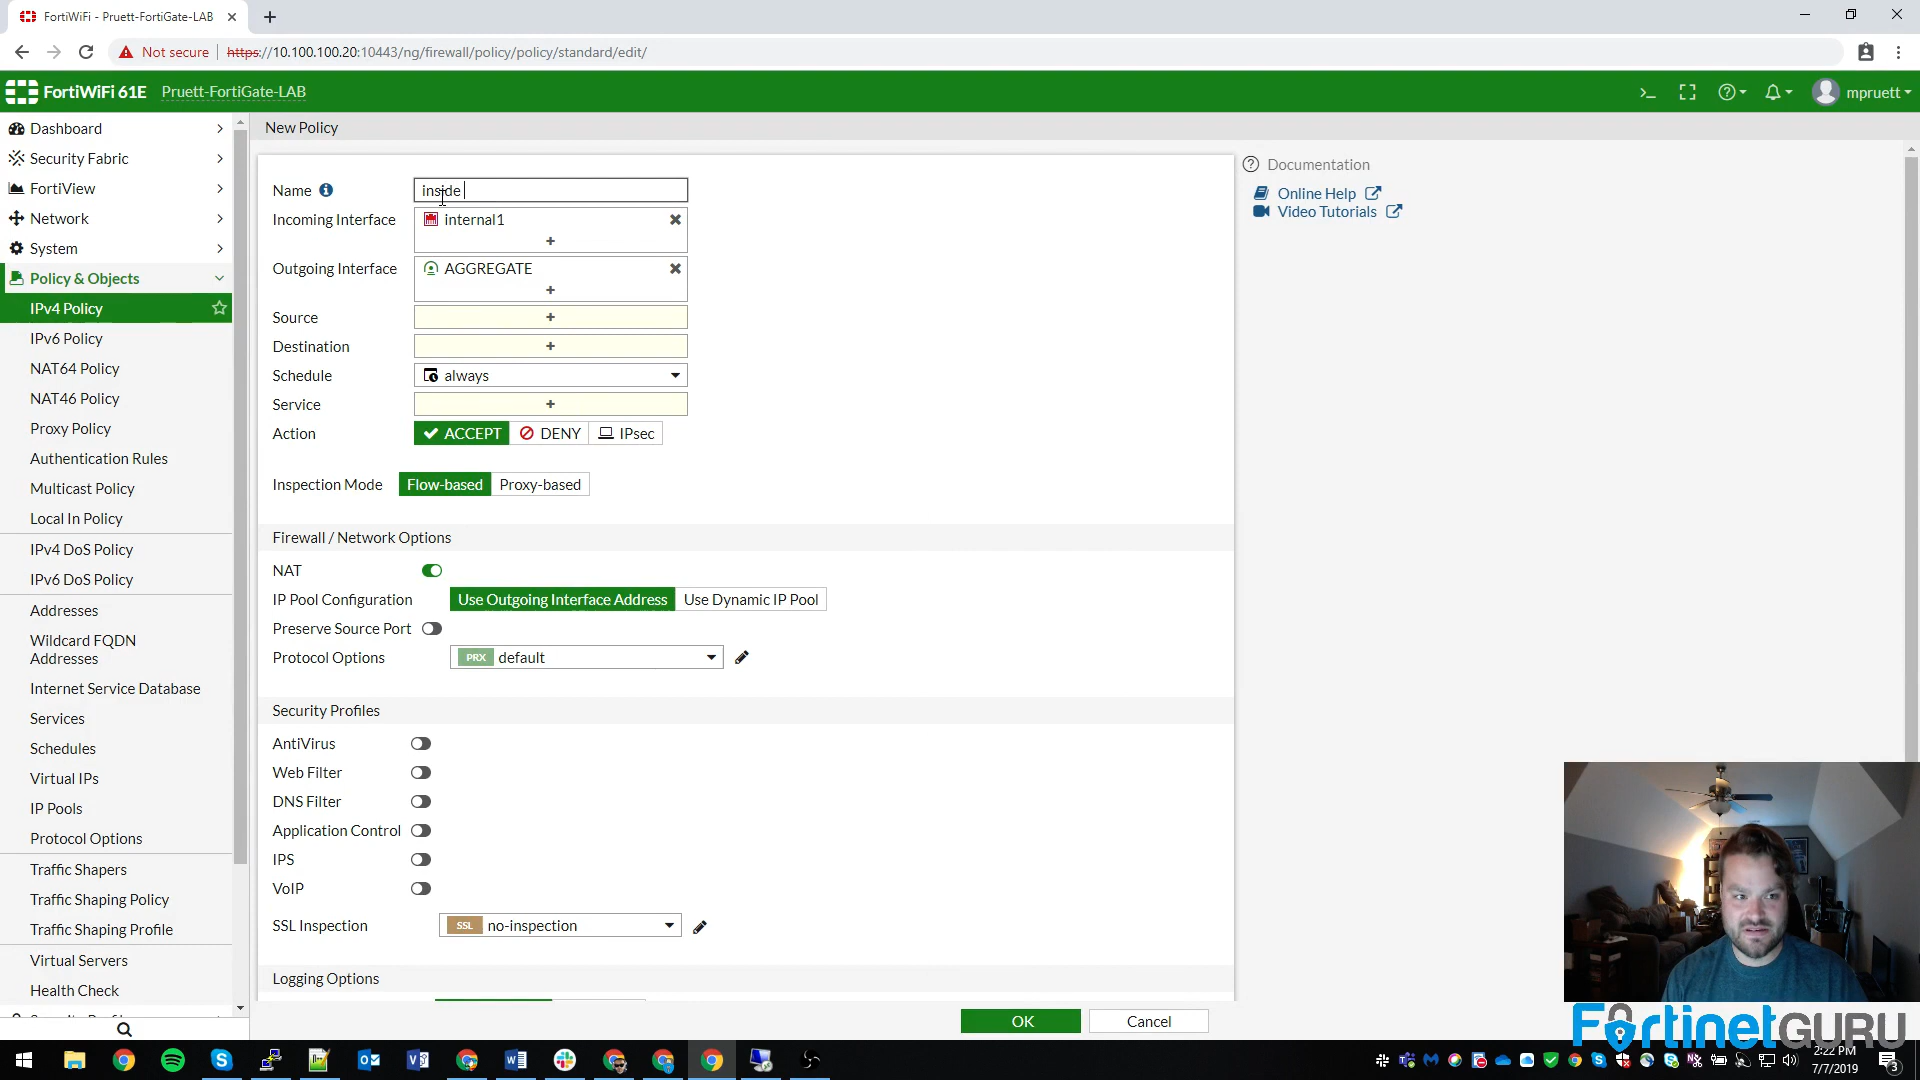 FortiWiFi - Pruett-FortiGate-LAB
Not secure
https://10.100.100.20:10443/ng/firewall/policy/policy/standard/edit/
FortiWiFi 61E
Pruett-FortiGate-LAB
mpruett
Dashboard
Security Fabric
FortiView
Network
System
Policy & Objects
IPv4 Policy
IPv6 Policy
NAT64 Policy
NAT46 Policy
Proxy Policy
Authentication Rules
Multicast Policy
Local In Policy
IPv4 DoS Policy
IPv6 DoS Policy
Addresses
Wildcard FQDN
Addresses
Internet Service Database
Services
Schedules
Virtual IPs
IP Pools
Protocol Options
Traffic Shapers
Traffic Shaping Policy
Traffic Shaping Profile
Virtual Servers
Health Check
New Policy
Name inside
Incoming Interface internal1
Outgoing Interface AGGREGATE
Source
Destination
Schedule always
Service
Action ACCEPT DENY IPsec
Inspection Mode Flow-based Proxy-based
Firewall / Network Options
NAT
IP Pool Configuration Use Outgoing Interface Address Use Dynamic IP Pool
Preserve Source Port
Protocol Options PRX default
Security Profiles
AntiVirus
Web Filter
DNS Filter
Application Control
IPS
VoIP
SSL Inspection SSL no-inspection
Logging Options
OK Cancel
Documentation
Online Help
Video Tutorials
FortinetGURU
2:22 PM
7/7/2019
3